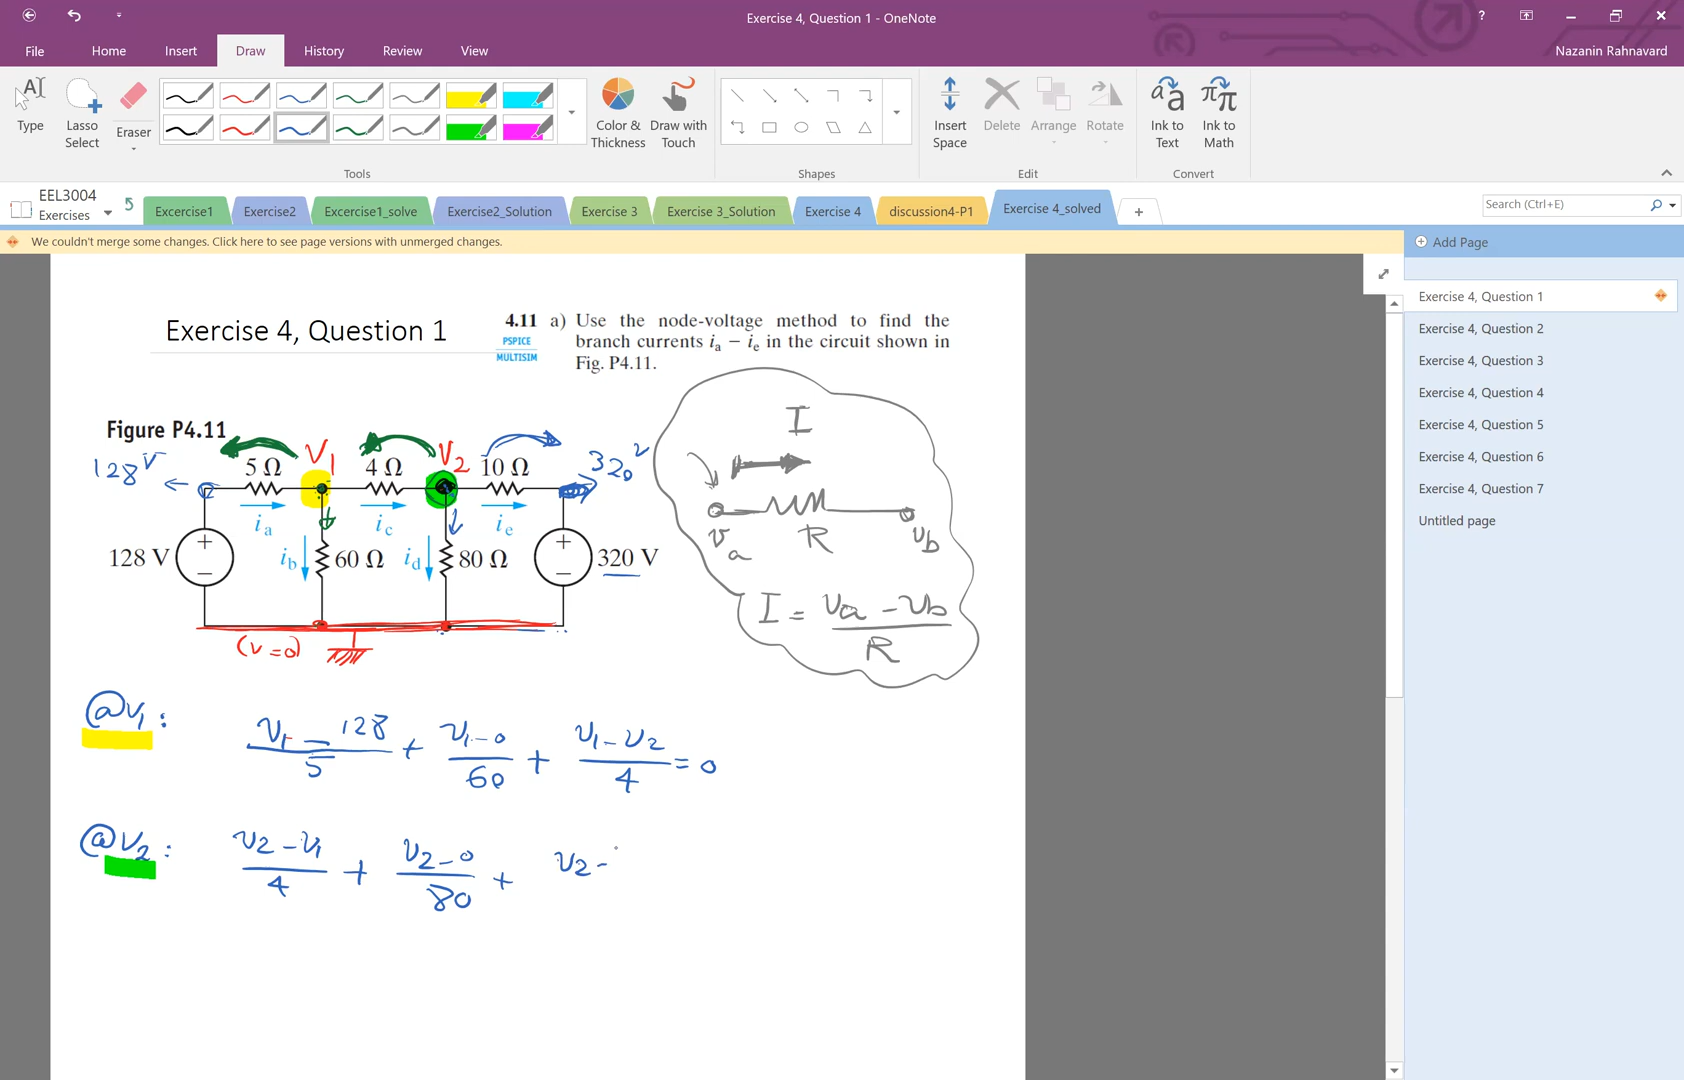 Exercise 4, Question 1 - OneNote
?
Nazanin Rahnavard
File Home Insert Draw History Review View
Type
Lasso Select
Eraser
Color & Thickness
Draw with Touch
Insert Space
Delete
Arrange
Rotate
Ink to Text
Ink to Math
Tools
Shapes
Edit
Convert
EEL3004
Exercises
Excercise1
Exercise2
Excercise1_solve
Exercise2_Solution
Exercise 3
Exercise 3_Solution
Exercise 4
discussion4-P1
Exercise 4_solved
+
Search (Ctrl+E)
We couldn't merge some changes. Click here to see page versions with unmerged changes.
Add Page
Exercise 4, Question 1
Exercise 4, Question 2
Exercise 4, Question 3
Exercise 4, Question 4
Exercise 4, Question 5
Exercise 4, Question 6
Exercise 4, Question 7
Untitled page
Exercise 4, Question 1
4.11 a) Use the node-voltage method to find the
PSPICE
branch currents ia − ie in the circuit shown in
MULTISIM
Fig. P4.11.
Figure P4.11
128 V
V1
V2
320 V
5 Ω
4 Ω
10 Ω
ia
ic
ie
128 V
ib
60 Ω
id
80 Ω
320 V
(v=0)
I
va
R
vb
I = va - vb
R
@v1:
v1 - 128 + v1 - 0 + v1 - v2 = 0
5 60 4
@v2:
v2 - v1 + v2 - 0 + v2 -
4 80